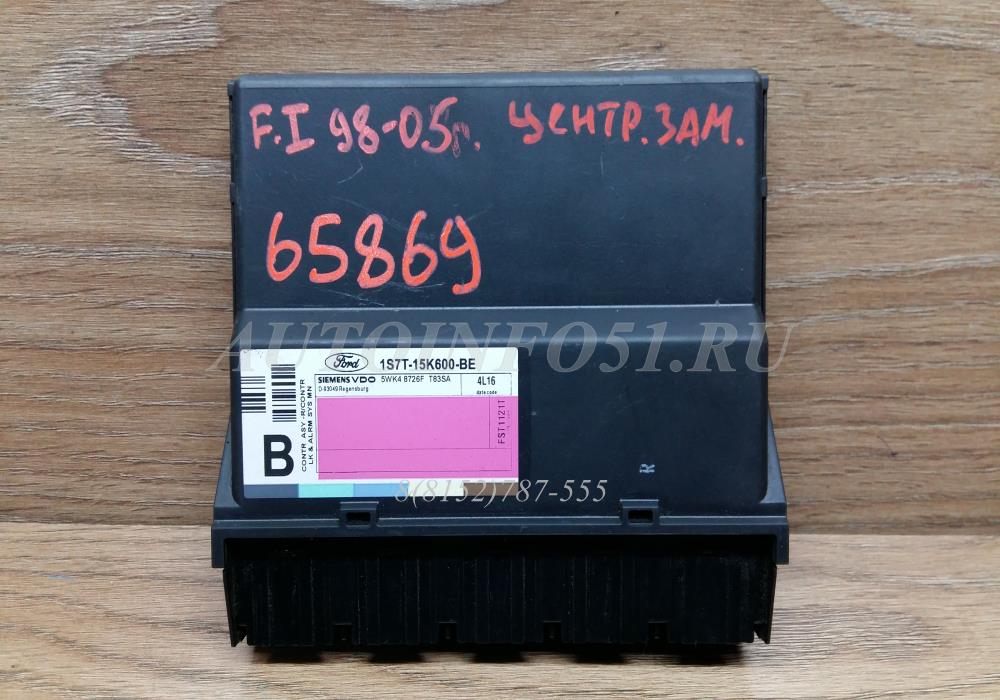 F.I 98-05г. ЦЕНТР.ЗАМ.
65869
AUTOINFO51.RU
Ford 1S7T-15K600-BE
SIEMENS VDO 5WK4 8726F T83SA 4L16
D-93049 Regensburg date code
FST1121T
B
CONTR ASY -R/CONTR
LK & ALRM SYS MN
8(8152)787-555